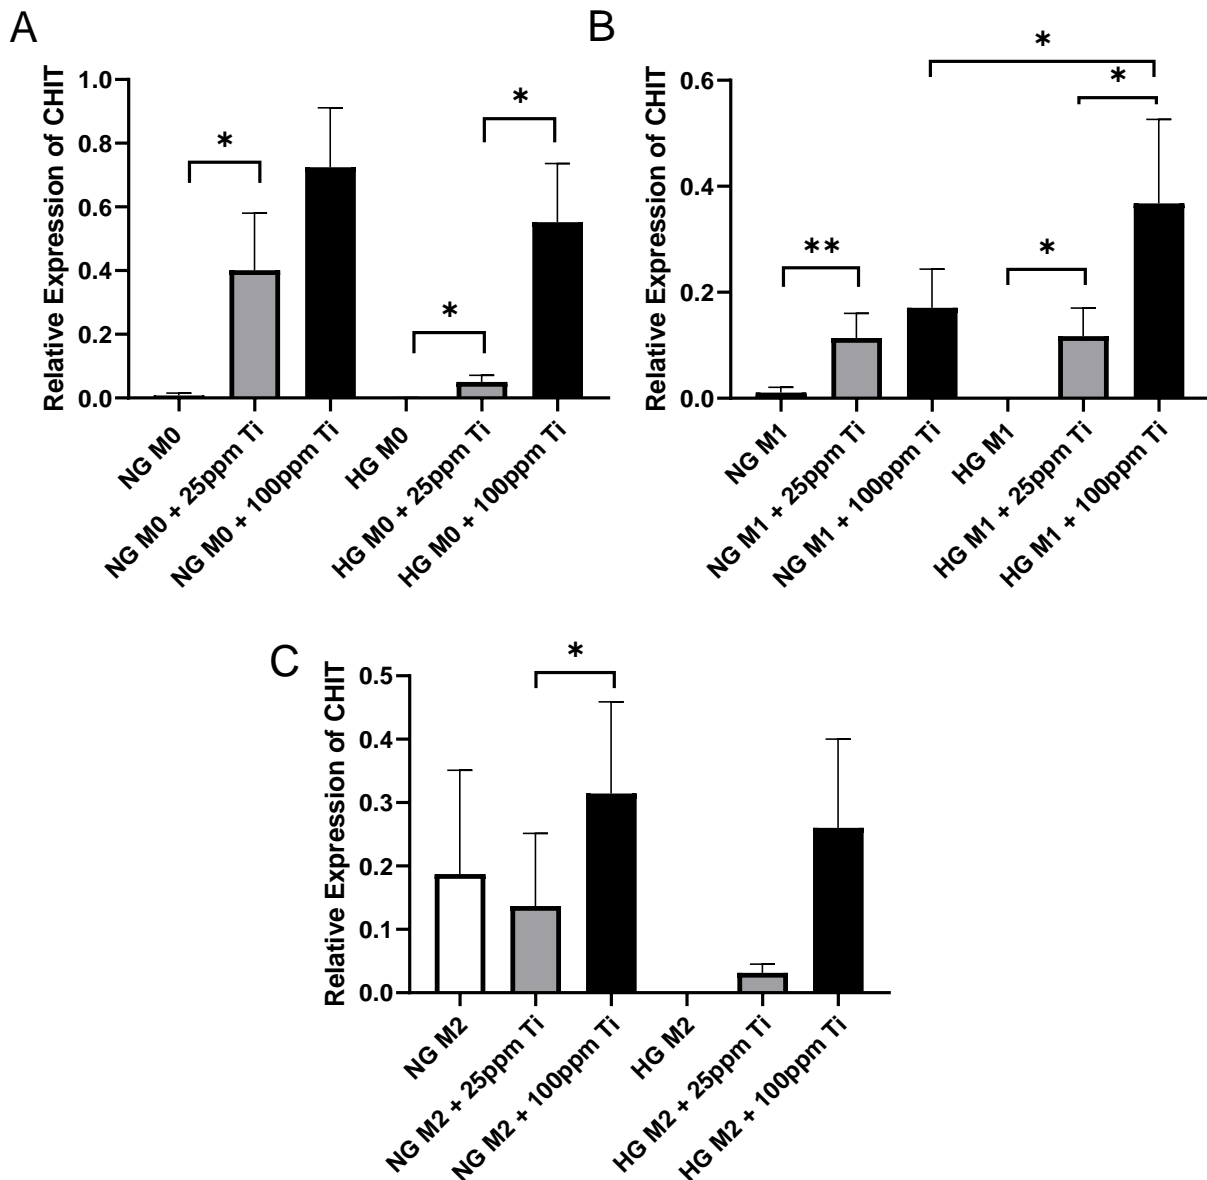 A
Relative Expression of CHIT
1.0
0.8
0.6
0.4
0.2
0.0
*
*
*
NG M0
NG M0 + 25ppm Ti
NG M0 + 100ppm Ti
HG M0
HG M0 + 25ppm Ti
HG M0 + 100ppm Ti
B
Relative Expression of CHIT
0.6
0.4
0.2
0.0
**
*
*
*
NG M1
NG M1 + 25ppm Ti
NG M1 + 100ppm Ti
HG M1
HG M1 + 25ppm Ti
HG M1 + 100ppm Ti
C
Relative Expression of CHIT
0.5
0.4
0.3
0.2
0.1
0.0
*
NG M2
NG M2 + 25ppm Ti
NG M2 + 100ppm Ti
HG M2
HG M2 + 25ppm Ti
HG M2 + 100ppm Ti